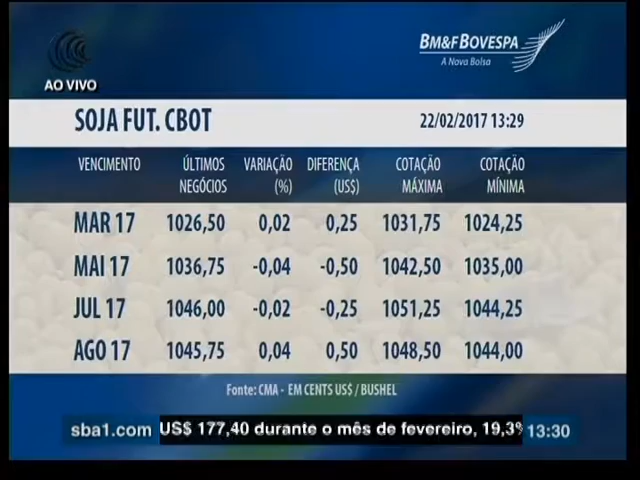 BM&FBOVESPA
A Nova Bolsa
AO VIVO
SOJA FUT. CBOT 22/02/2017 13:29
VENCIMENTO ÚLTIMOS NEGÓCIOS VARIAÇÃO (%) DIFERENÇA (US$) COTAÇÃO MÁXIMA COTAÇÃO MÍNIMA
MAR 17 1026,50 0,02 0,25 1031,75 1024,25
MAI 17 1036,75 -0,04 -0,50 1042,50 1035,00
JUL 17 1046,00 -0,02 -0,25 1051,25 1044,25
AGO 17 1045,75 0,04 0,50 1048,50 1044,00
Fonte: CMA - EM CENTS US$ / BUSHEL
sba1.com US$ 177,40 durante o mês de fevereiro, 19,3% 13:30